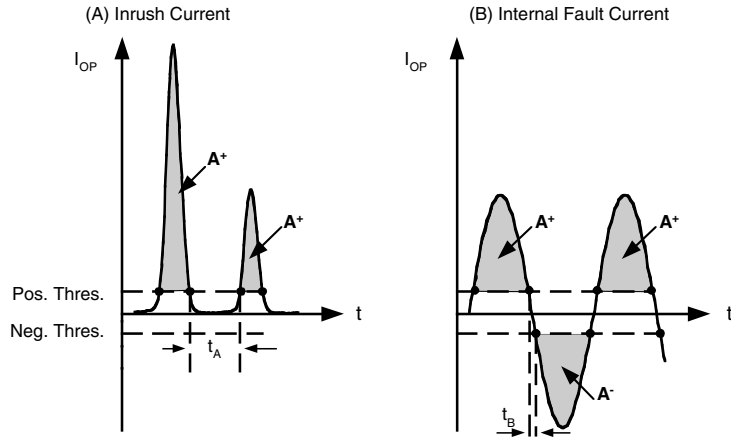 (A) Inrush Current
(B) Internal Fault Current
I_OP
I_OP
A⁺
A⁺
A⁺
A⁺
Pos. Thres.
t
t
Neg. Thres.
t_A
A⁻
t_B